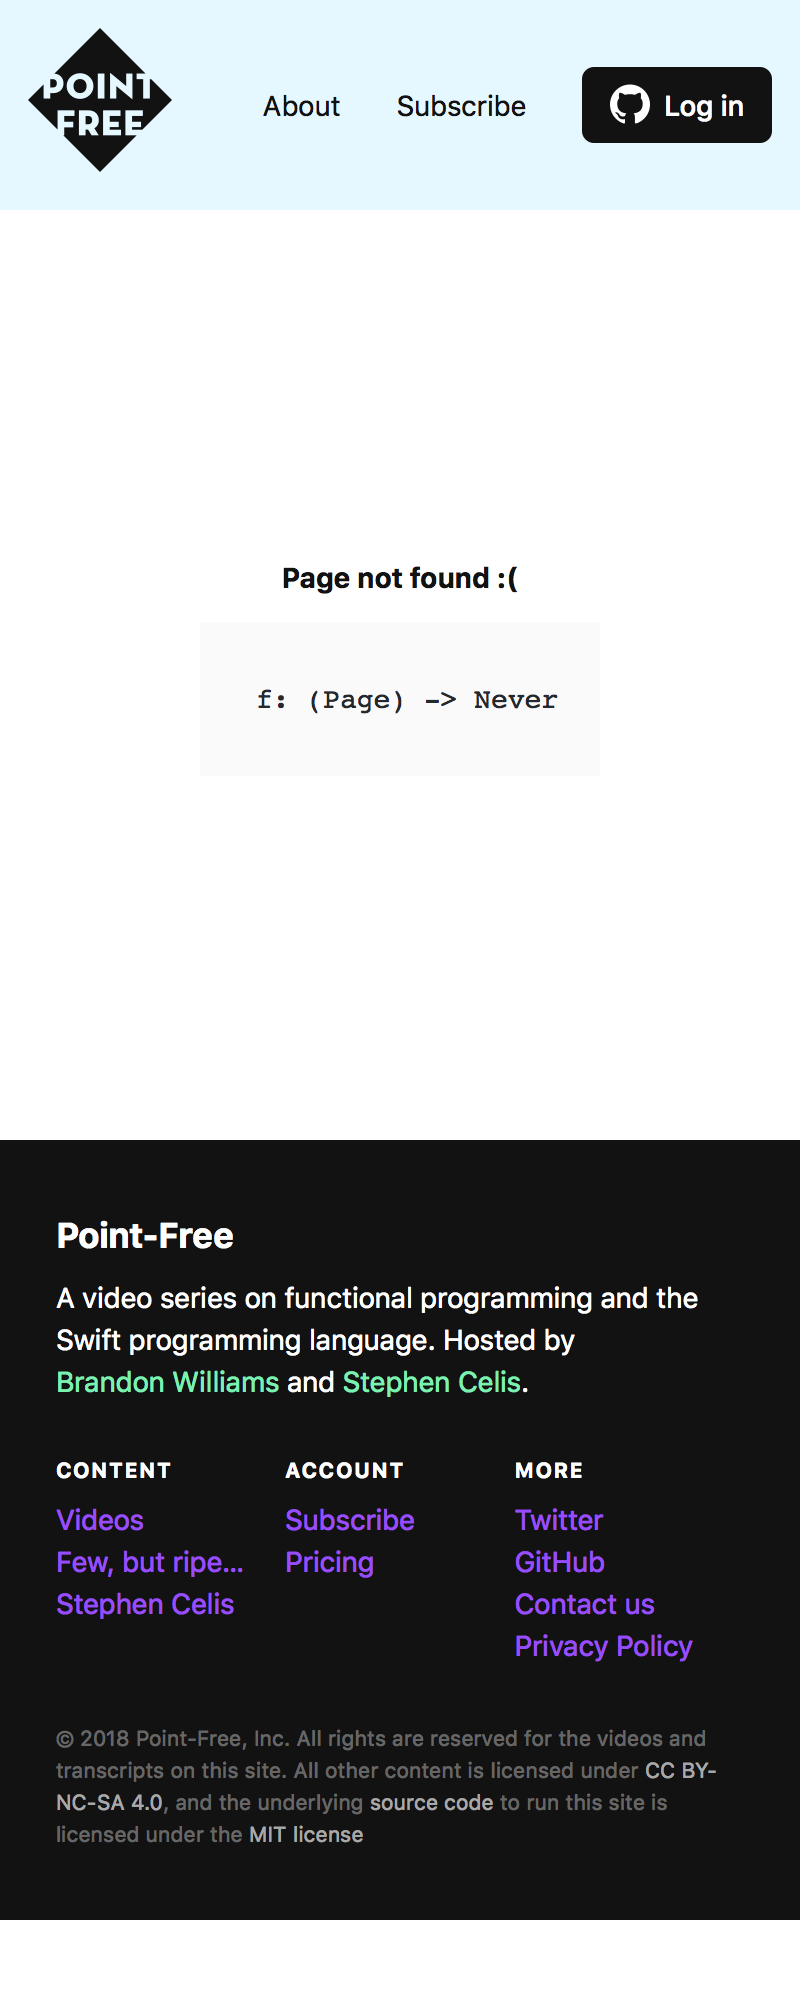 POINT
FREE
About
Subscribe
Log in
Page not found :(
f: (Page) -> Never
Point-Free
A video series on functional programming and the
Swift programming language. Hosted by
Brandon Williams and Stephen Celis.
CONTENT
Videos
Few, but ripe...
Stephen Celis
ACCOUNT
Subscribe
Pricing
MORE
Twitter
GitHub
Contact us
Privacy Policy
© 2018 Point-Free, Inc. All rights are reserved for the videos and
transcripts on this site. All other content is licensed under CC BY-
NC-SA 4.0, and the underlying source code to run this site is
licensed under the MIT license